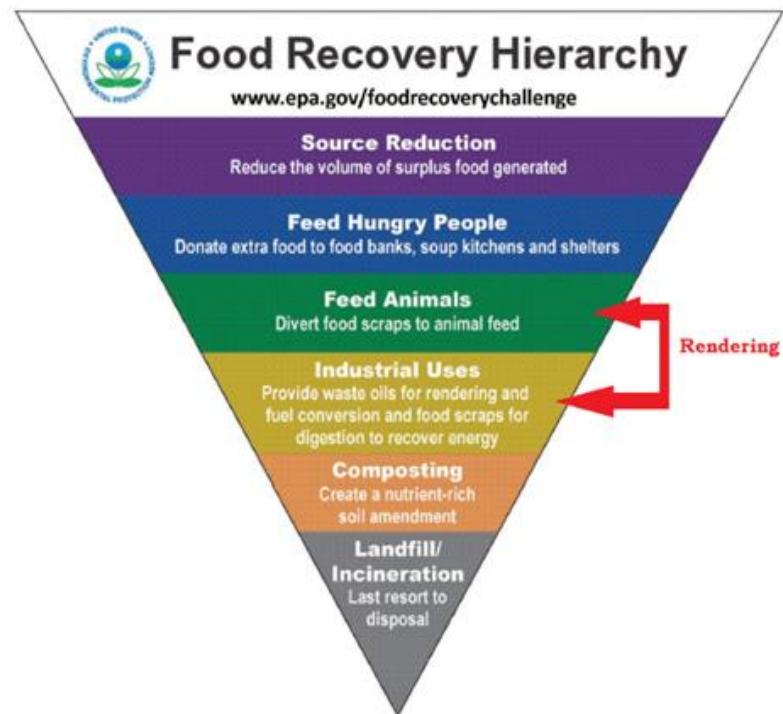 Food Recovery Hierarchy
www.epa.gov/foodrecoverychallenge
Source Reduction
Reduce the volume of surplus food generated
Feed Hungry People
Donate extra food to food banks, soup kitchens and shelters
Feed Animals
Divert food scraps to animal feed
Rendering
Industrial Uses
Provide waste oils for rendering and
fuel conversion and food scraps for
digestion to recover energy
Composting
Create a nutrient-rich
soil amendment
Landfill/
Incineration
Last resort to
disposal